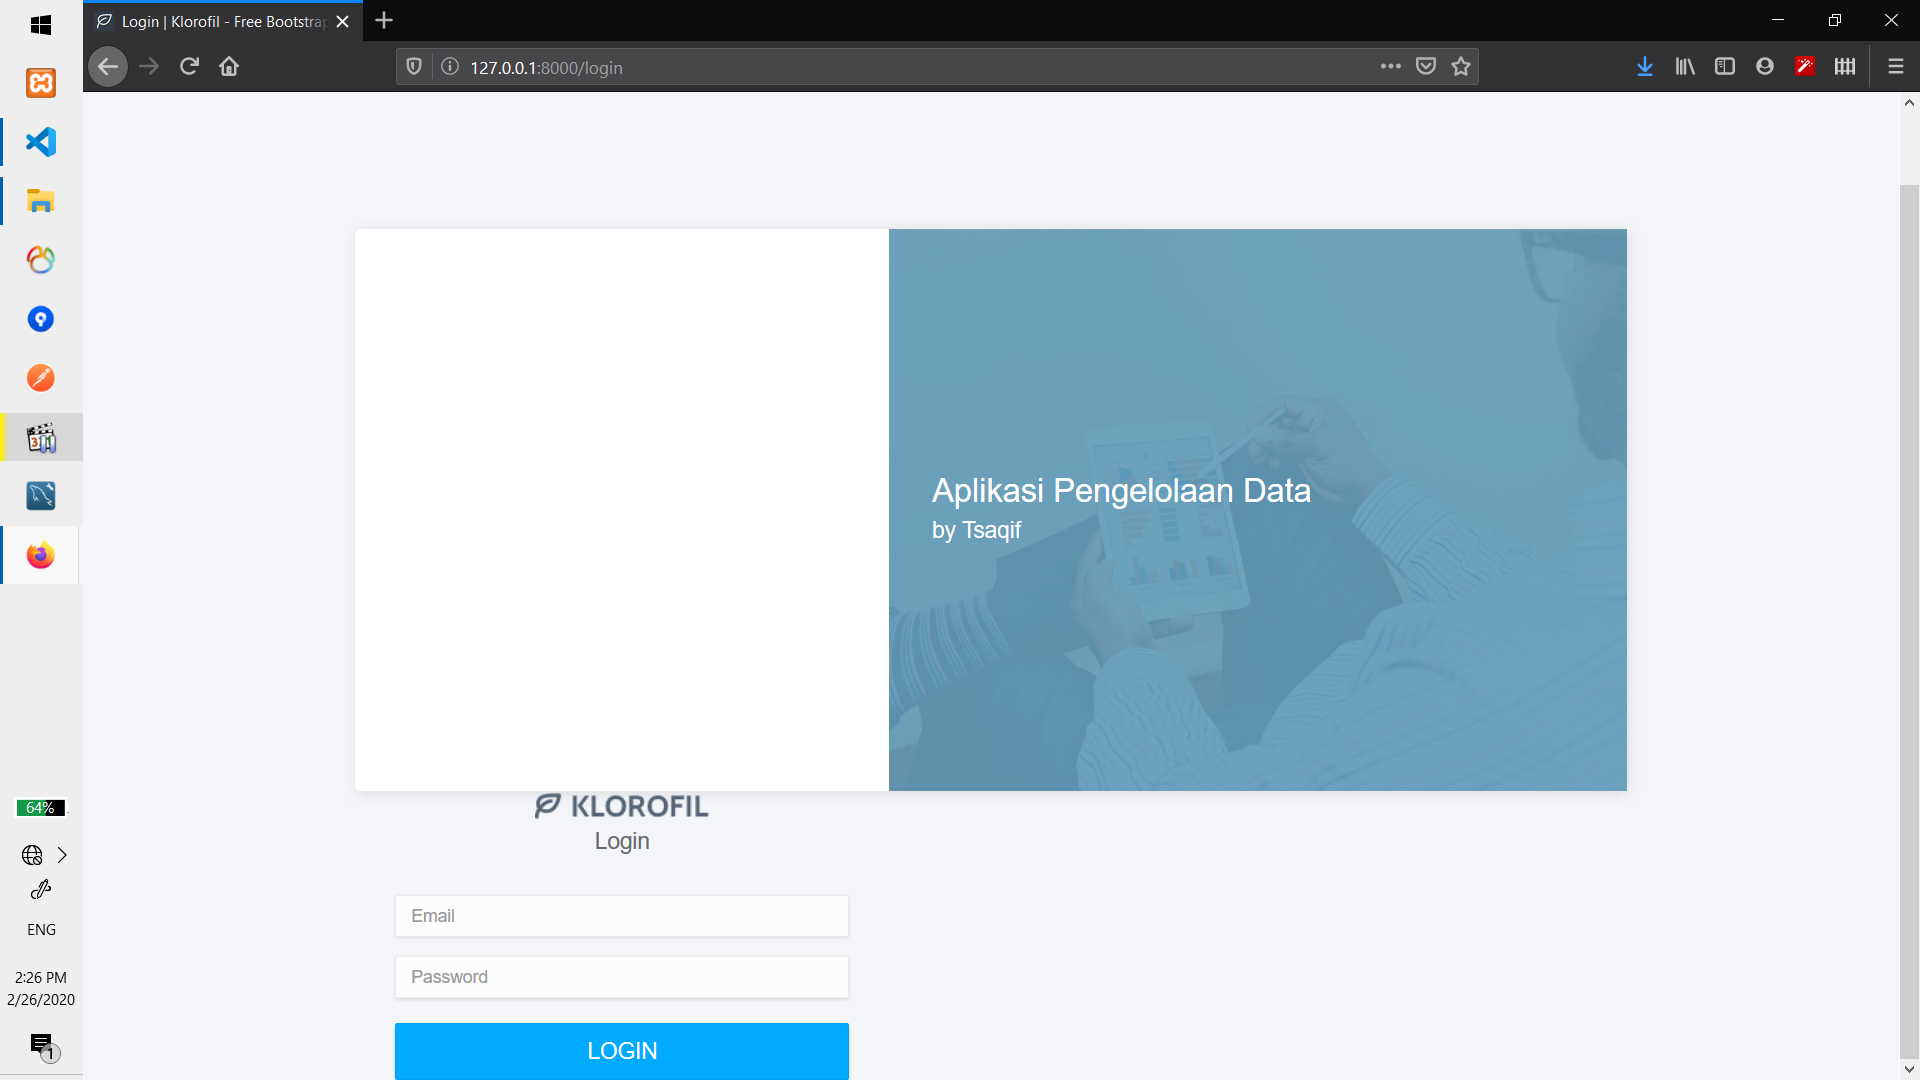 Login | Klorofil - Free Bootstrap
127.0.0.1:8000/login
Aplikasi Pengelolaan Data
by Tsaqif
KLOROFIL
Login
Email
Password
LOGIN
64%
ENG
2:26 PM
2/26/2020
1